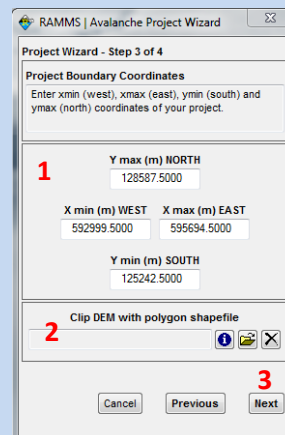 RAMMS | Avalanche Project Wizard
Project Wizard - Step 3 of 4
Project Boundary Coordinates
Enter xmin (west), xmax (east), ymin (south) and
ymax (north) coordinates of your project.
1
Y max (m) NORTH
128587.5000
X min (m) WEST X max (m) EAST
592999.5000 595694.5000
Y min (m) SOUTH
125242.5000
Clip DEM with polygon shapefile
2
3
Cancel Previous Next